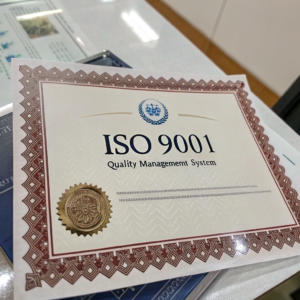 ISO 9001
Quality Management System